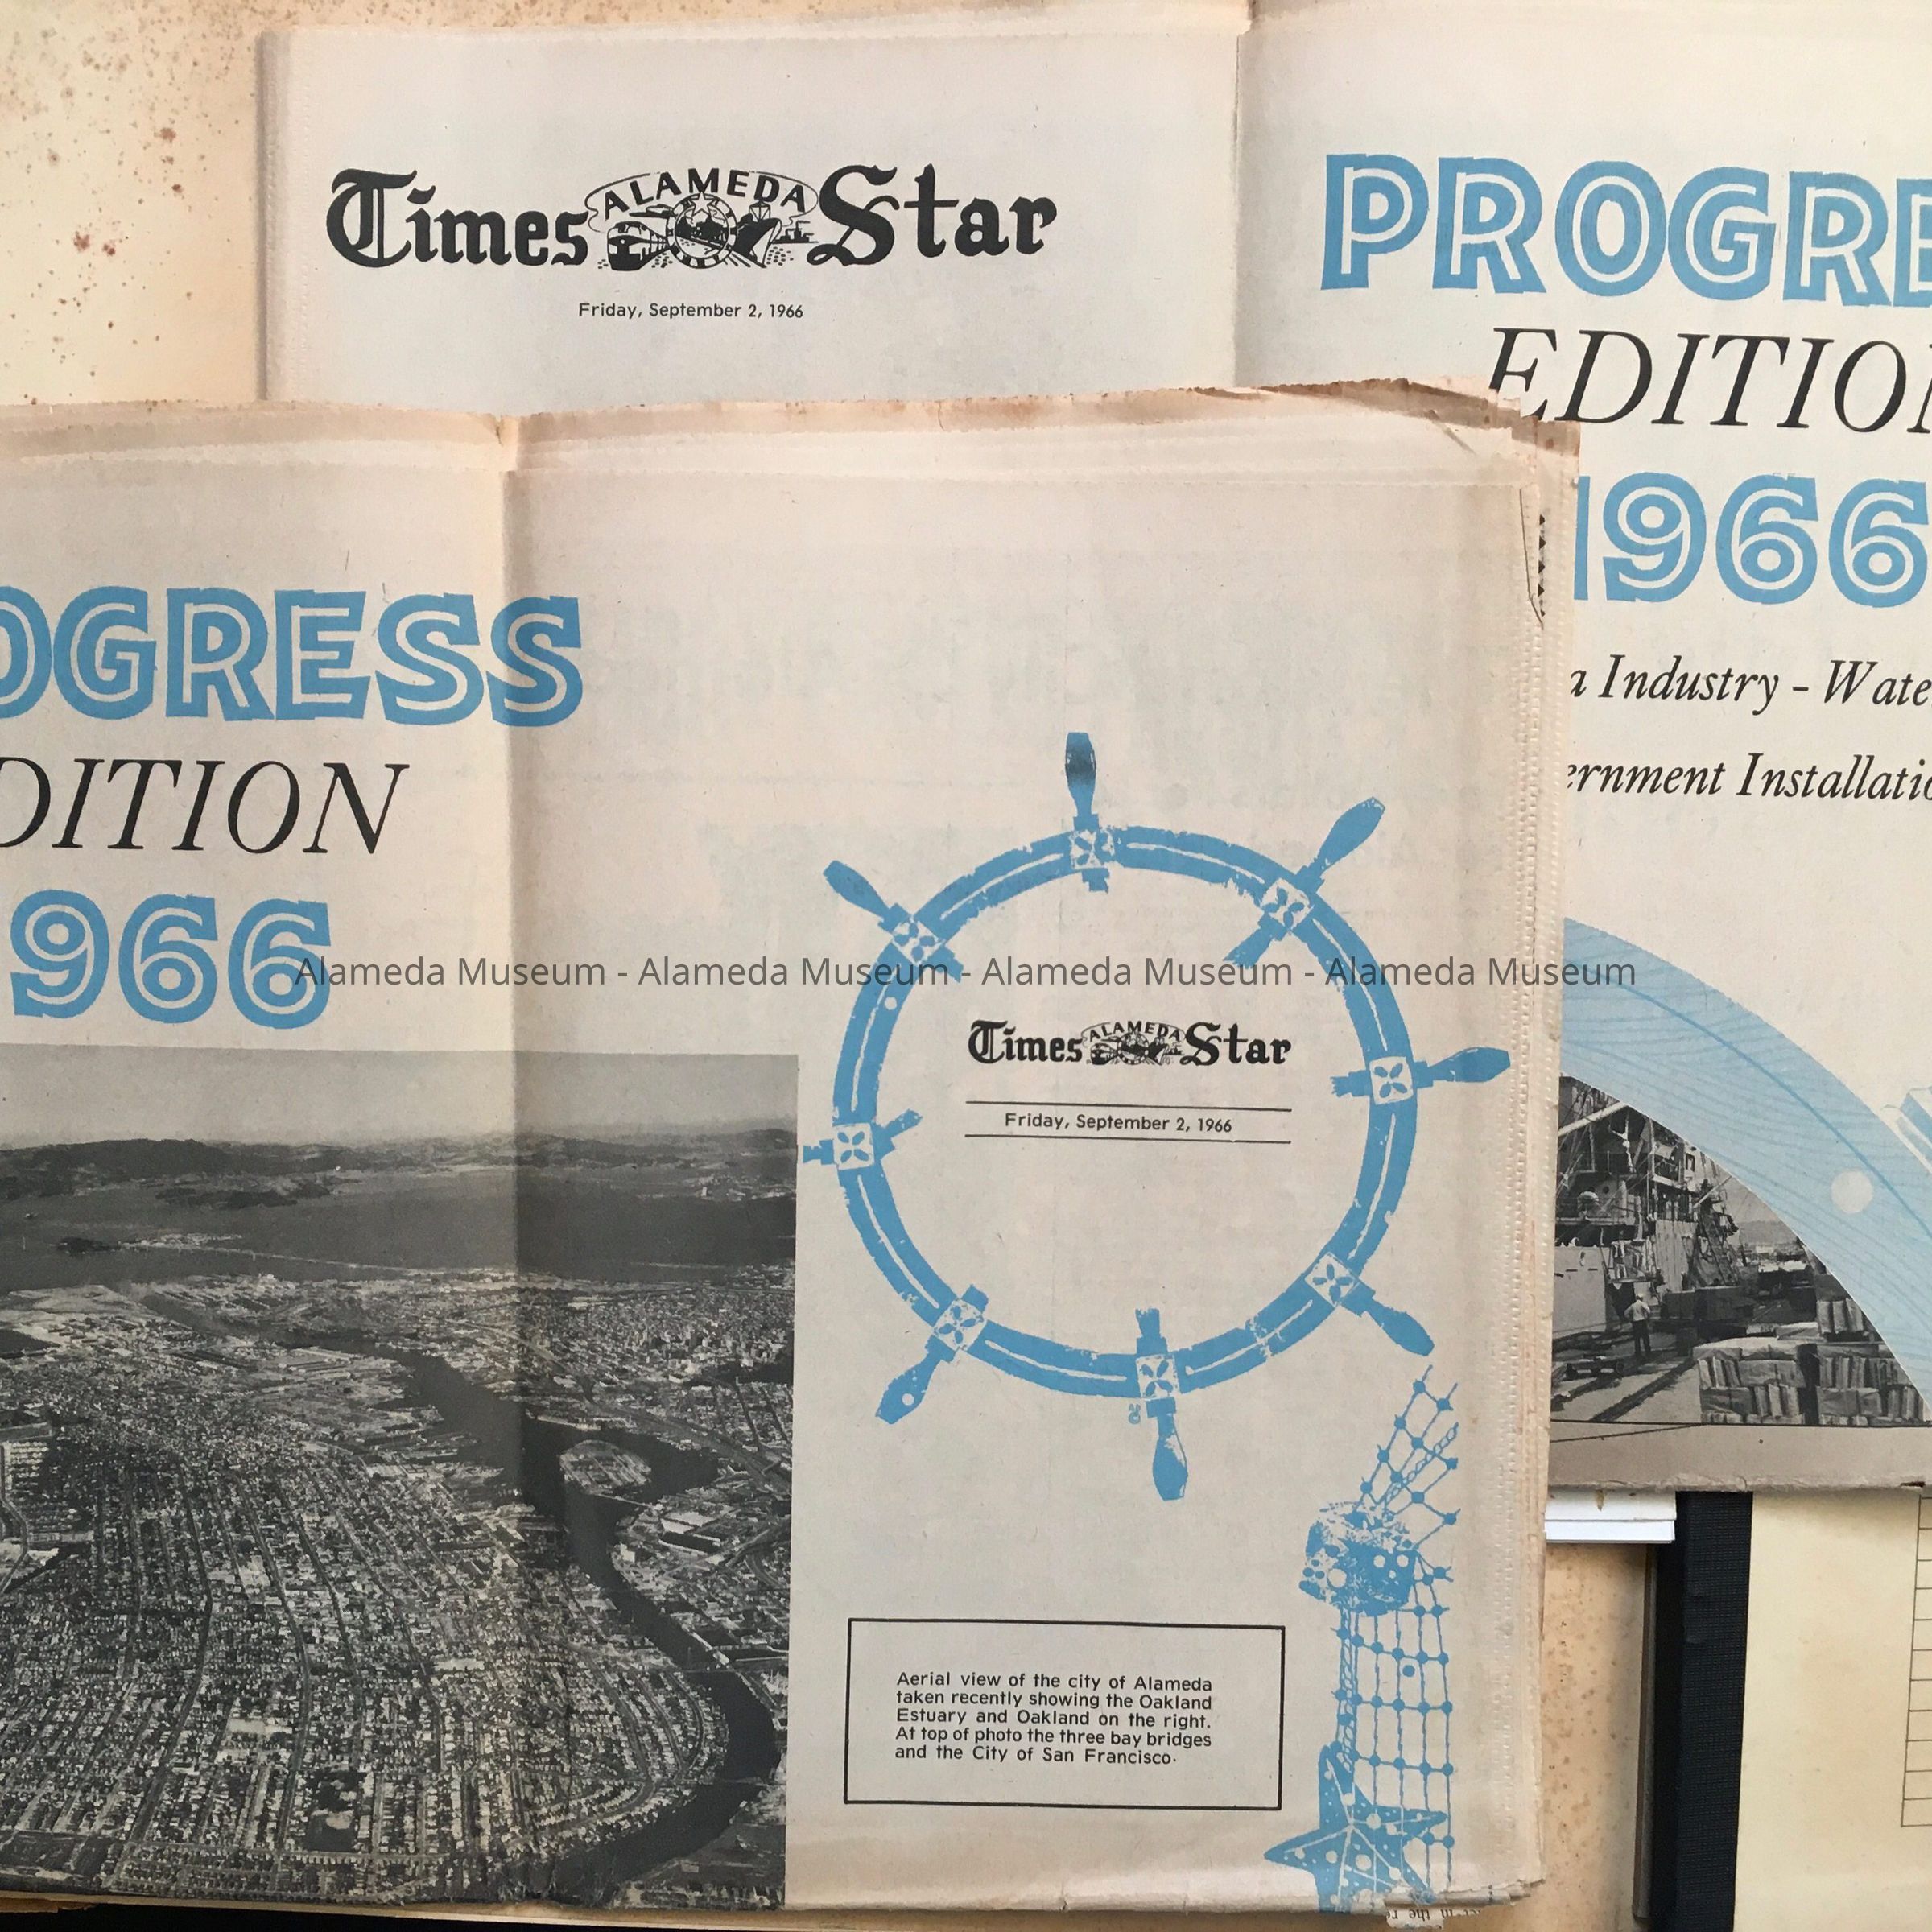 Times ALAMEDA Star
Friday, September 2, 1966
PROGRE
EDITION
1966
a Industry - Wate
ernment Installatio
OGRESS
DITION
966
Alameda Museum - Alameda Museum - Alameda Museum - Alameda Museum
Times ALAMEDA Star
Friday, September 2, 1966
Aerial view of the city of Alameda
taken recently showing the Oakland
Estuary and Oakland on the right.
At top of photo the three bay bridges
and the City of San Francisco.